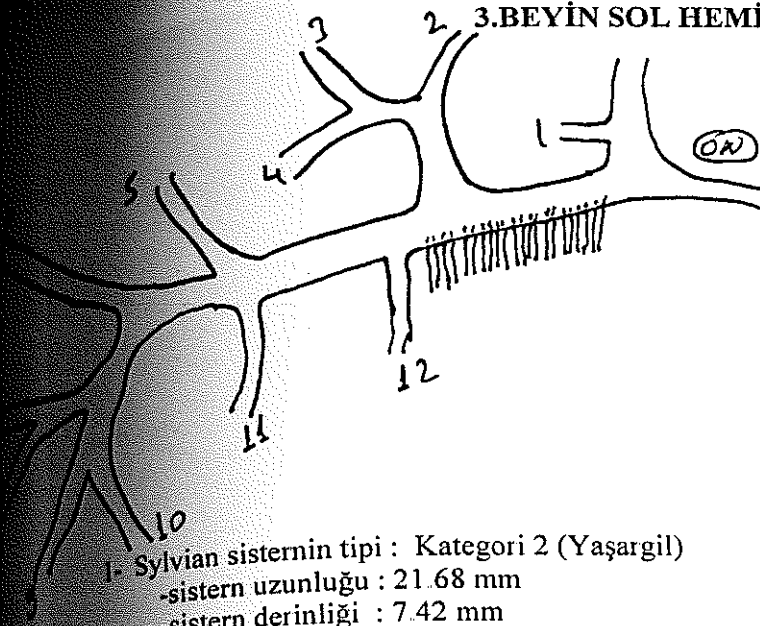 3.BEYİN SOL HEMİ
3
2
1
ÖN
4
5
12
11
10
1- Sylvian sisternin tipi : Kategori 2 (Yaşargil)
-sistern uzunluğu : 21.68 mm
-sistern derinliği : 7.42 mm